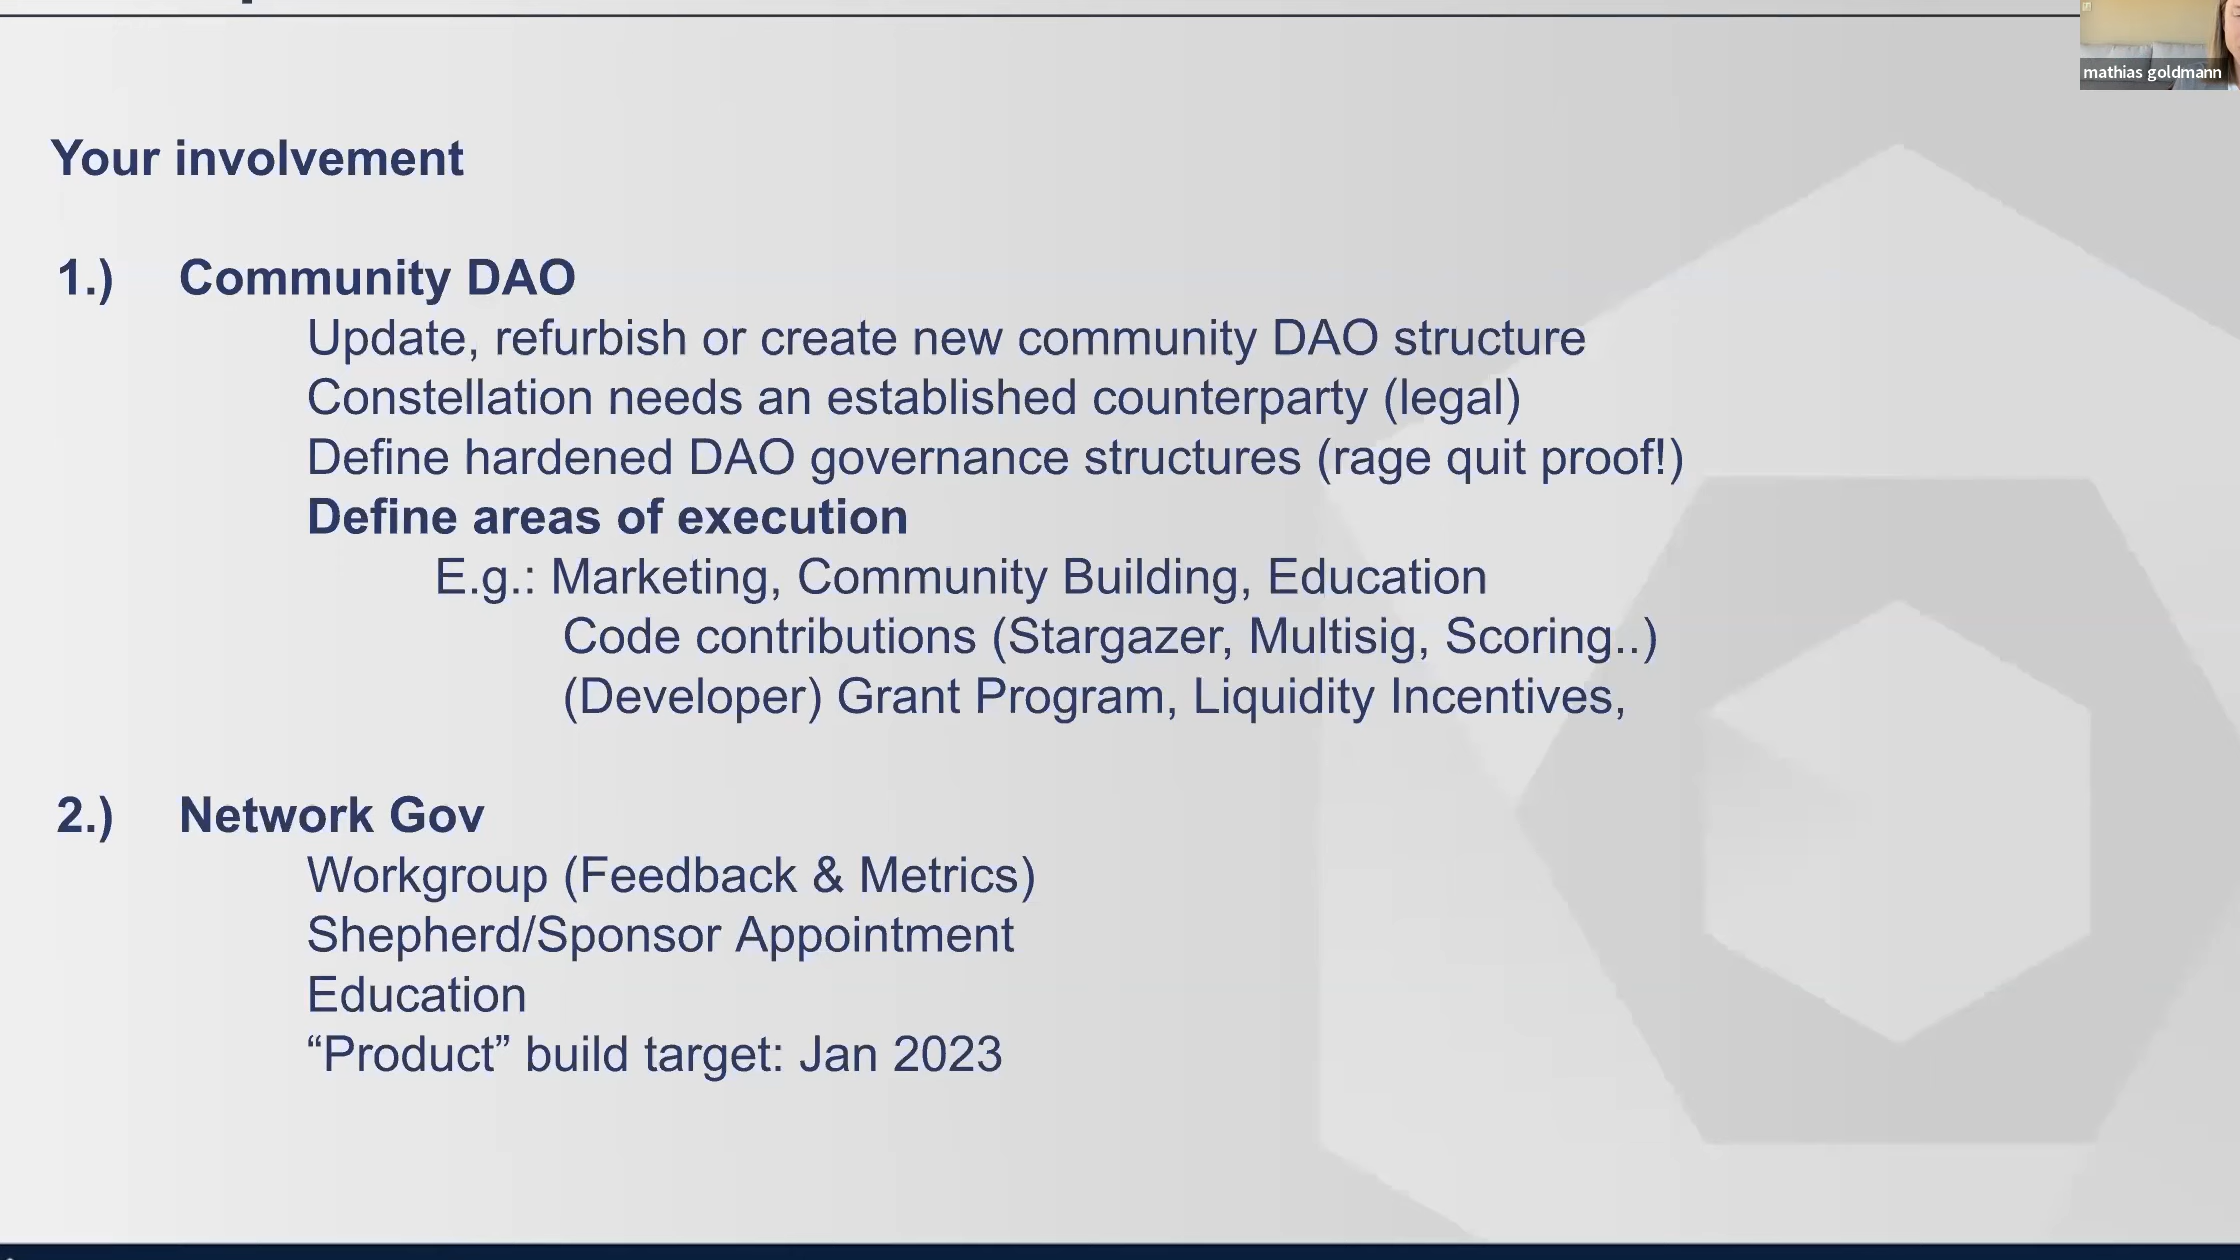 mathias goldmann
Your involvement
1.) Community DAO
Update, refurbish or create new community DAO structure
Constellation needs an established counterparty (legal)
Define hardened DAO governance structures (rage quit proof!)
Define areas of execution
E.g.: Marketing, Community Building, Education
Code contributions (Stargazer, Multisig, Scoring..)
(Developer) Grant Program, Liquidity Incentives,
2.) Network Gov
Workgroup (Feedback & Metrics)
Shepherd/Sponsor Appointment
Education
“Product” build target: Jan 2023